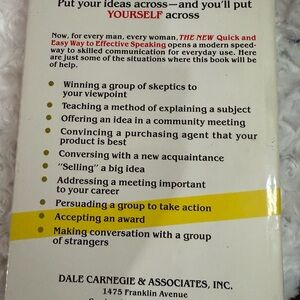 Put your ideas across—and you'll put
YOURSELF across
Now, for every man, every woman, THE NEW Quick and
Easy Way to Effective Speaking opens a modern speed-
way to skilled communication for everyday use. Here
are just some of the situations where this book will be
of help.
• Winning a group of skeptics to
your viewpoint
• Teaching a method of explaining a subject
• Offering an idea in a community meeting
• Convincing a purchasing agent that your
product is best
• Conversing with a new acquaintance
• "Selling" a big idea
• Addressing a meeting important
to your career
• Persuading a group to take action
• Accepting an award
• Making conversation with a group
of strangers
DALE CARNEGIE & ASSOCIATES, INC.
1475 Franklin Avenue